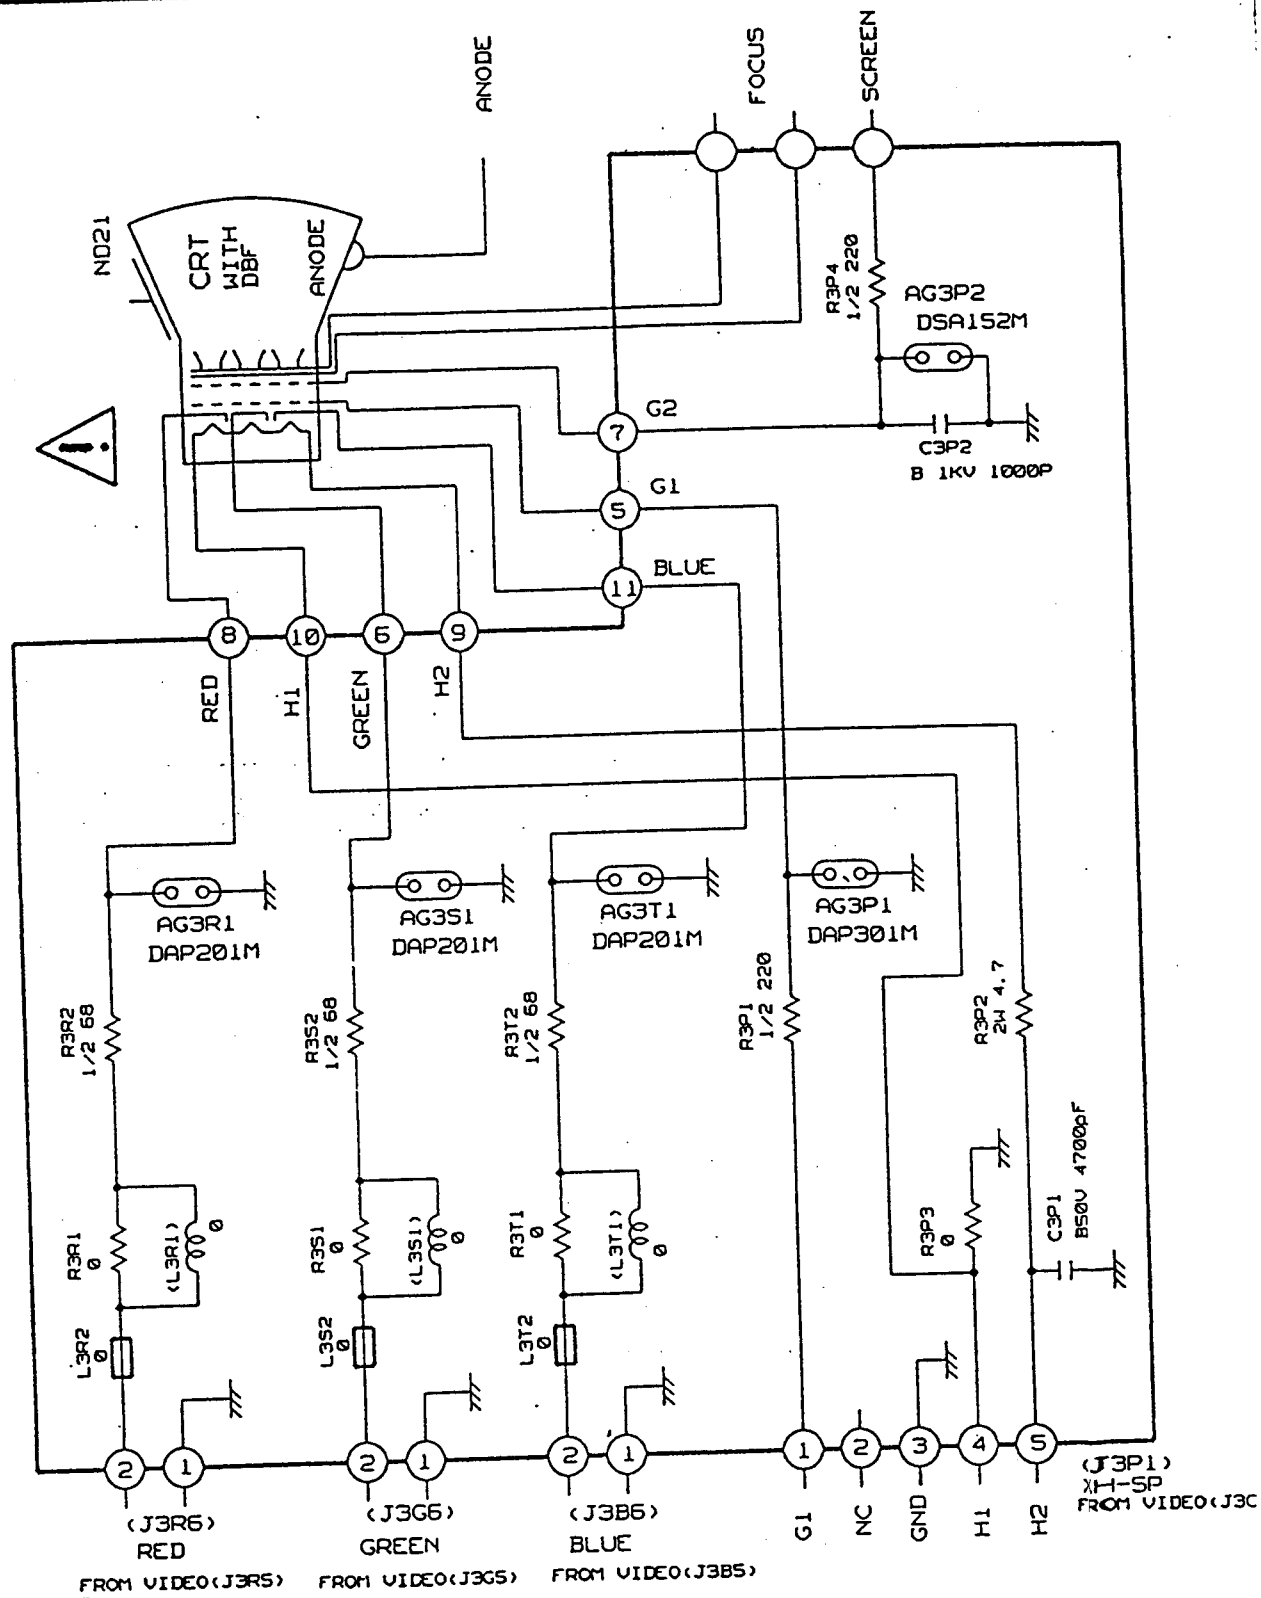 ANODE
FOCUS
SCREEN
ND21
CRT
WITH
DBF
ANODE
R3P4
1/2 220
AG3P2
DSA152M
G2
7
C3P2
B 1KV 1000P
G1
5
BLUE
11
8
10
6
9
RED
H1
GREEN
H2
AG3R1
DAP201M
AG3S1
DAP201M
AG3T1
DAP201M
AG3P1
DAP301M
R3R2
1/2 68
R3S2
1/2 68
R3T2
1/2 68
R3P1
1/2 220
R3P2
2W 4.7
R3R1
0
(L3R1)
0
R3S1
0
(L3S1)
0
R3T1
0
(L3T1)
0
R3P3
0
C3P1
B50V 4700pF
L3R2
0
L3S2
0
L3T2
0
2
1
2
1
2
1
1
2
3
4
5
(J3R6)
RED
FROM VIDEO(J3R5)
(J3G6)
GREEN
FROM VIDEO(J3G5)
(J3B6)
BLUE
FROM VIDEO(J3B5)
G1
NC
GND
H1
H2
(J3P1)
XH-5P
FROM VIDEO(J3C